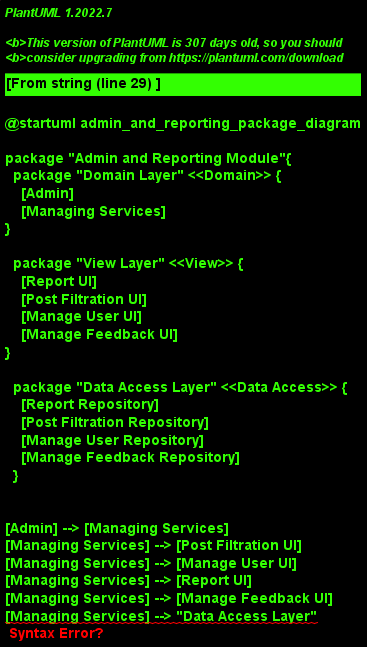 PlantUML 1.2022.7
<b>This version of PlantUML is 307 days old, so you should
<b>consider upgrading from https://plantuml.com/download
[From string (line 29) ]
@startuml admin_and_reporting_package_diagram
package "Admin and Reporting Module"{
package "Domain Layer" <<Domain>> {
[Admin]
[Managing Services]
}
package "View Layer" <<View>> {
[Report UI]
[Post Filtration UI]
[Manage User UI]
[Manage Feedback UI]
}
package "Data Access Layer" <<Data Access>> {
[Report Repository]
[Post Filtration Repository]
[Manage User Repository]
[Manage Feedback Repository]
}
[Admin] --> [Managing Services]
[Managing Services] --> [Post Filtration UI]
[Managing Services] --> [Manage User UI]
[Managing Services] --> [Report UI]
[Managing Services] --> [Manage Feedback UI]
[Managing Services] --> "Data Access Layer"
Syntax Error?